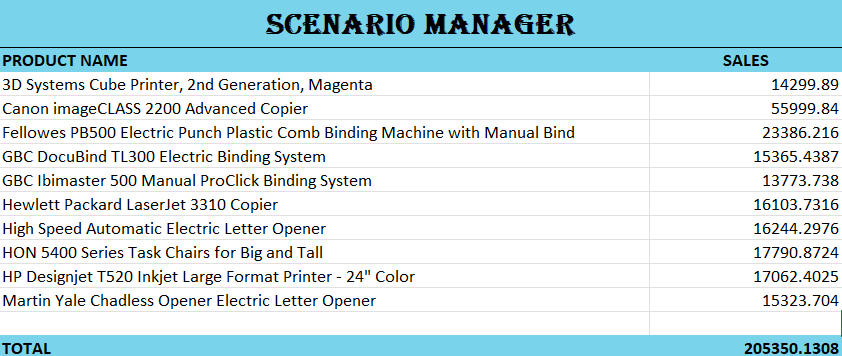 SCENARIO MANAGER
PRODUCT NAME SALES
3D Systems Cube Printer, 2nd Generation, Magenta 14299.89
Canon imageCLASS 2200 Advanced Copier 55999.84
Fellowes PB500 Electric Punch Plastic Comb Binding Machine with Manual Bind 23386.216
GBC DocuBind TL300 Electric Binding System 15365.4387
GBC Ibimaster 500 Manual ProClick Binding System 13773.738
Hewlett Packard LaserJet 3310 Copier 16103.7316
High Speed Automatic Electric Letter Opener 16244.2976
HON 5400 Series Task Chairs for Big and Tall 17790.8724
HP Designjet T520 Inkjet Large Format Printer - 24" Color 17062.4025
Martin Yale Chadless Opener Electric Letter Opener 15323.704
TOTAL 205350.1308